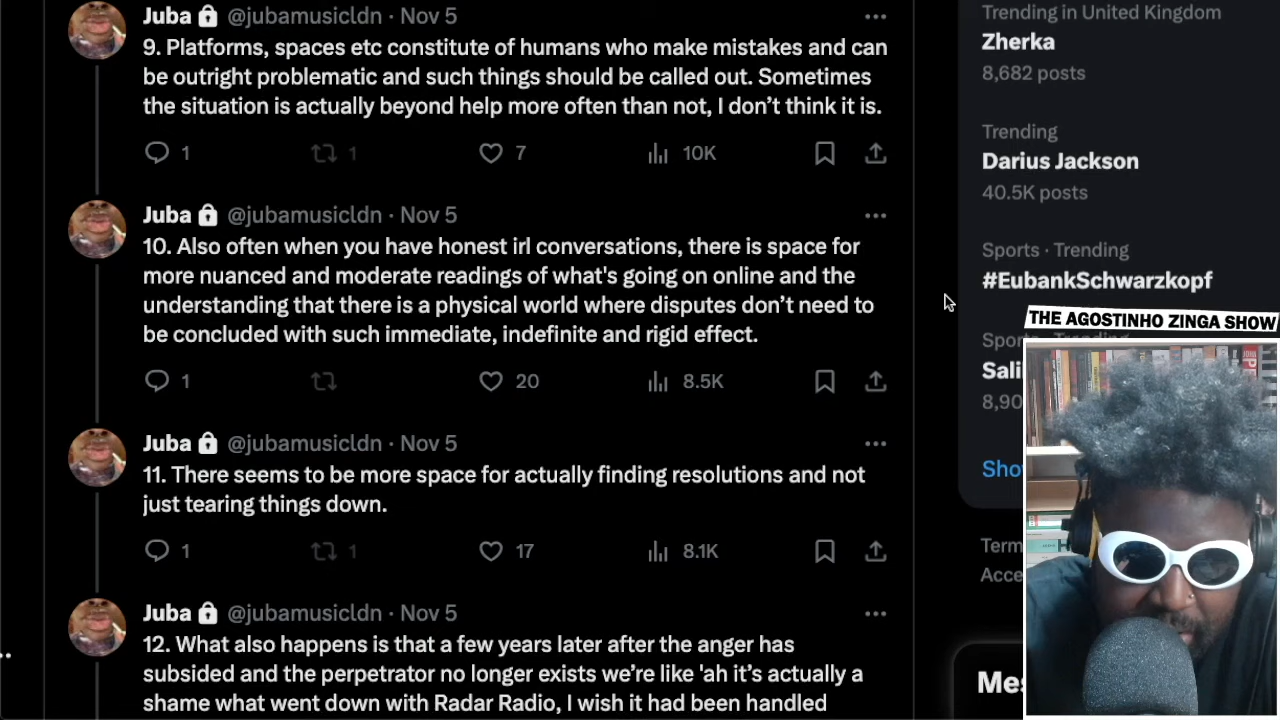 Juba @jubamusicldn · Nov 5
9. Platforms, spaces etc constitute of humans who make mistakes and can
be outright problematic and such things should be called out. Sometimes
the situation is actually beyond help more often than not, I don’t think it is.
1 1 7 10K
Juba @jubamusicldn · Nov 5
10. Also often when you have honest irl conversations, there is space for
more nuanced and moderate readings of what's going on online and the
understanding that there is a physical world where disputes don’t need to
be concluded with such immediate, indefinite and rigid effect.
1 20 8.5K
Juba @jubamusicldn · Nov 5
11. There seems to be more space for actually finding resolutions and not
just tearing things down.
1 1 17 8.1K
Juba @jubamusicldn · Nov 5
12. What also happens is that a few years later after the anger has
subsided and the perpetrator no longer exists we’re like 'ah it’s actually a
shame what went down with Radar Radio, I wish it had been handled
Trending in United Kingdom
Zherka
8,682 posts
Trending
Darius Jackson
40.5K posts
Sports · Trending
#EubankSchwarzkopf
THE AGOSTINHO ZINGA SHOW
Sports · Trending
Sali
8,90
Sho
Term
Acce
Mes